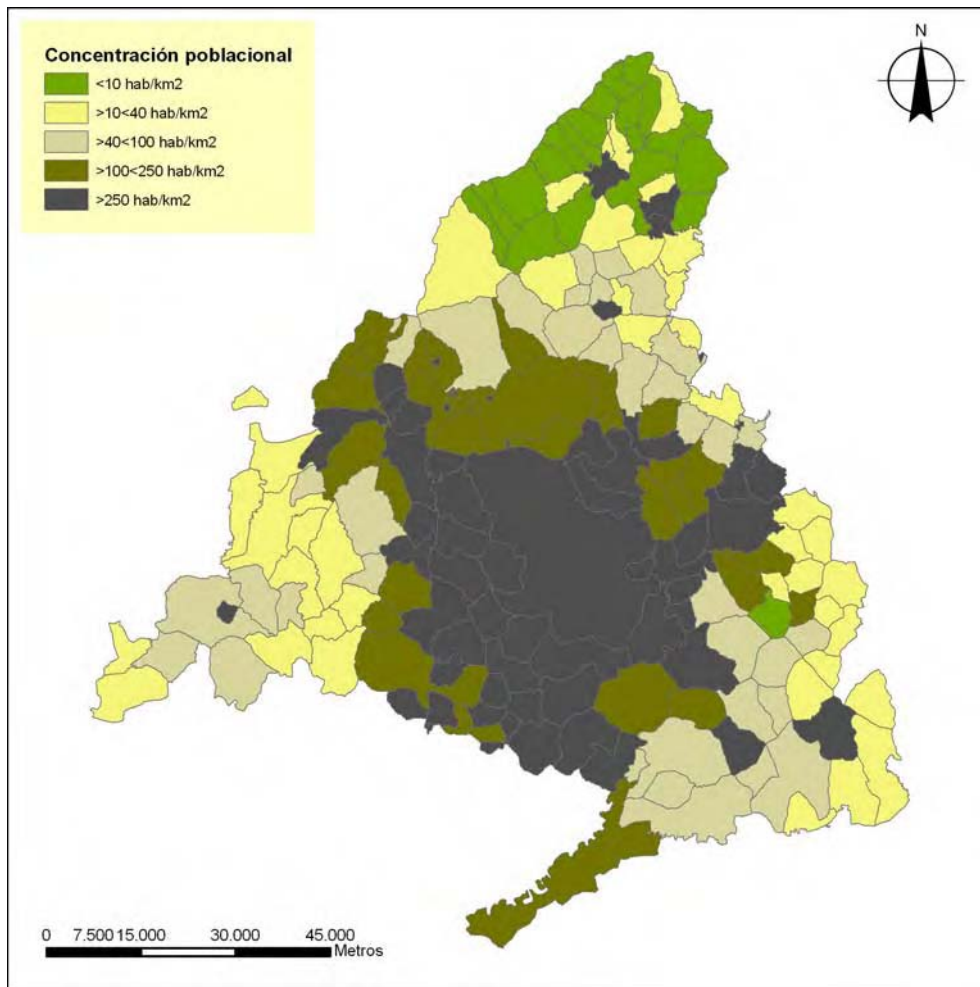 Concentración poblacional
<10 hab/km2
>10<40 hab/km2
>40<100 hab/km2
>100<250 hab/km2
>250 hab/km2
N
0 7.500 15.000 30.000 45.000
Metros